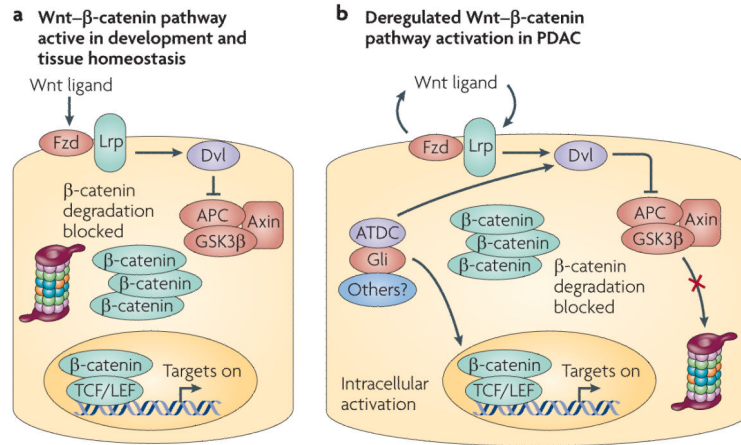 a Wnt–β-catenin pathway
active in development and
tissue homeostasis
Wnt ligand
Fzd
Lrp
Dvl
β-catenin
degradation
blocked
APC
Axin
GSK3β
β-catenin
β-catenin
β-catenin
β-catenin
TCF/LEF
Targets on
b Deregulated Wnt–β-catenin
pathway activation in PDAC
Wnt ligand
Fzd
Lrp
Dvl
APC
Axin
GSK3β
ATDC
Gli
Others?
β-catenin
β-catenin
β-catenin
β-catenin
degradation
blocked
Intracellular
activation
β-catenin
TCF/LEF
Targets on